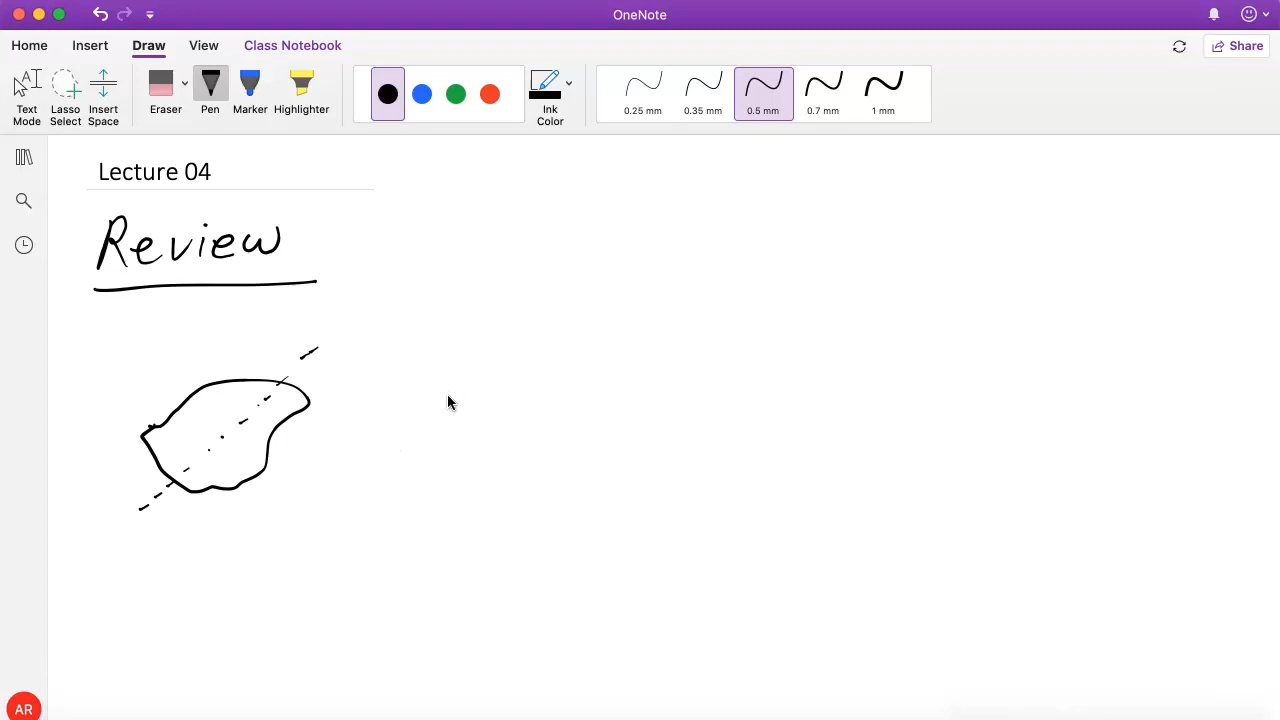 OneNote
Home Insert Draw View Class Notebook Share
Text Mode Lasso Select Insert Space Eraser Pen Marker Highlighter Ink Color 0.25 mm 0.35 mm 0.5 mm 0.7 mm 1 mm
Lecture 04
Review
AR